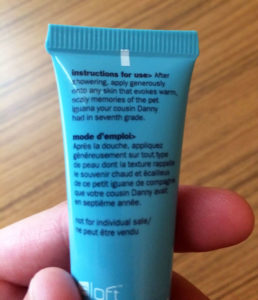 instructions for use> After
showering, apply generously
onto any skin that evokes warm,
scaly memories of the pet
iguana your cousin Danny
had in seventh grade.
mode d'emploi>
Après la douche, appliquez
généreusement sur tout type
de peau dont la texture rappelle
le souvenir chaud et écailleux
de ce petit iguane de compagnie
que votre cousin Danny avait
en septième année.
not for individual sale/
ne peut être vendu
loft